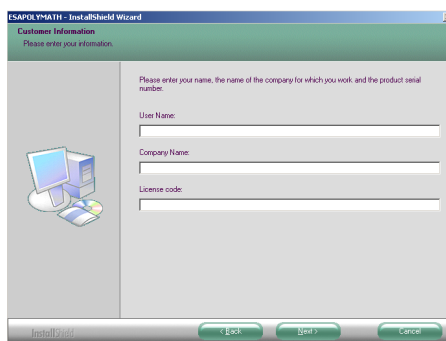 ESAPOLYMATH - InstallShield Wizard
Customer Information
Please enter your information.
Please enter your name, the name of the company for which you work and the product serial
number.
User Name:
Company Name:
License code:
InstallShield
< Back
Next >
Cancel